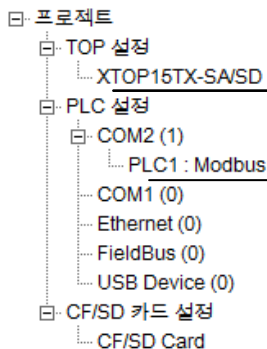 프로젝트
TOP 설정
XTOP15TX-SA/SD
PLC 설정
COM2 (1)
PLC1 : Modbus
COM1 (0)
Ethernet (0)
FieldBus (0)
USB Device (0)
CF/SD 카드 설정
CF/SD Card